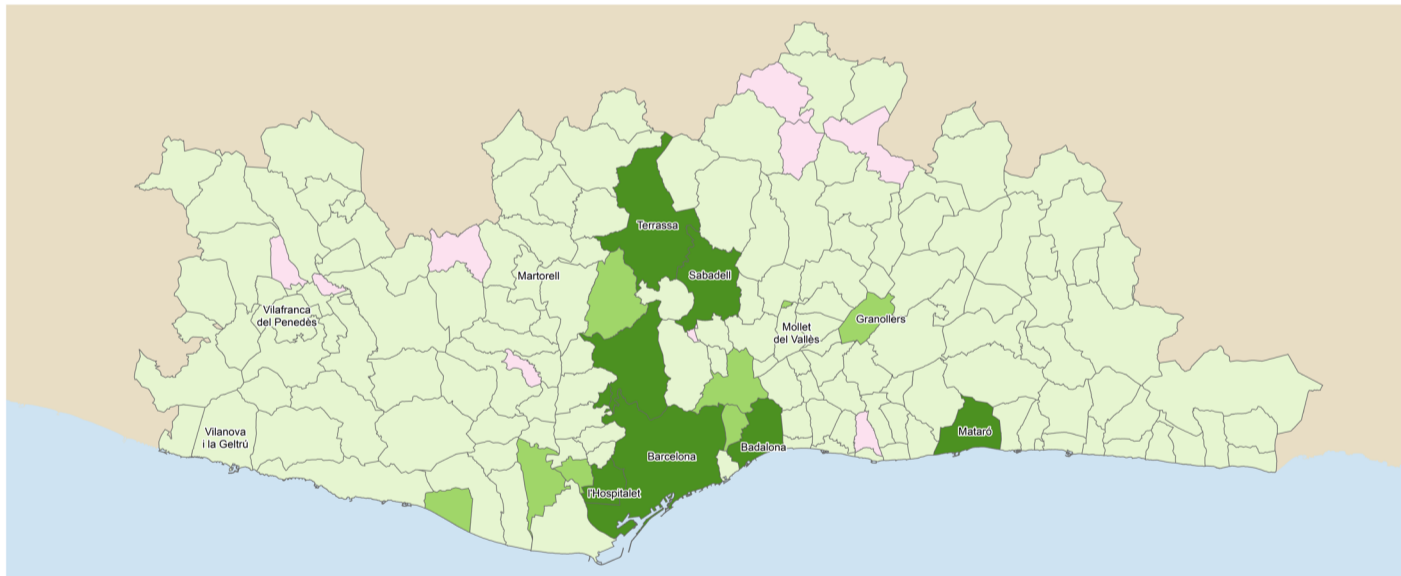 Terrassa
Sabadell
Martorell
Vilafranca
del Penedès
Granollers
Mollet
del Vallès
Vilanova
i la Geltrú
Mataró
Badalona
Barcelona
l'Hospitalet